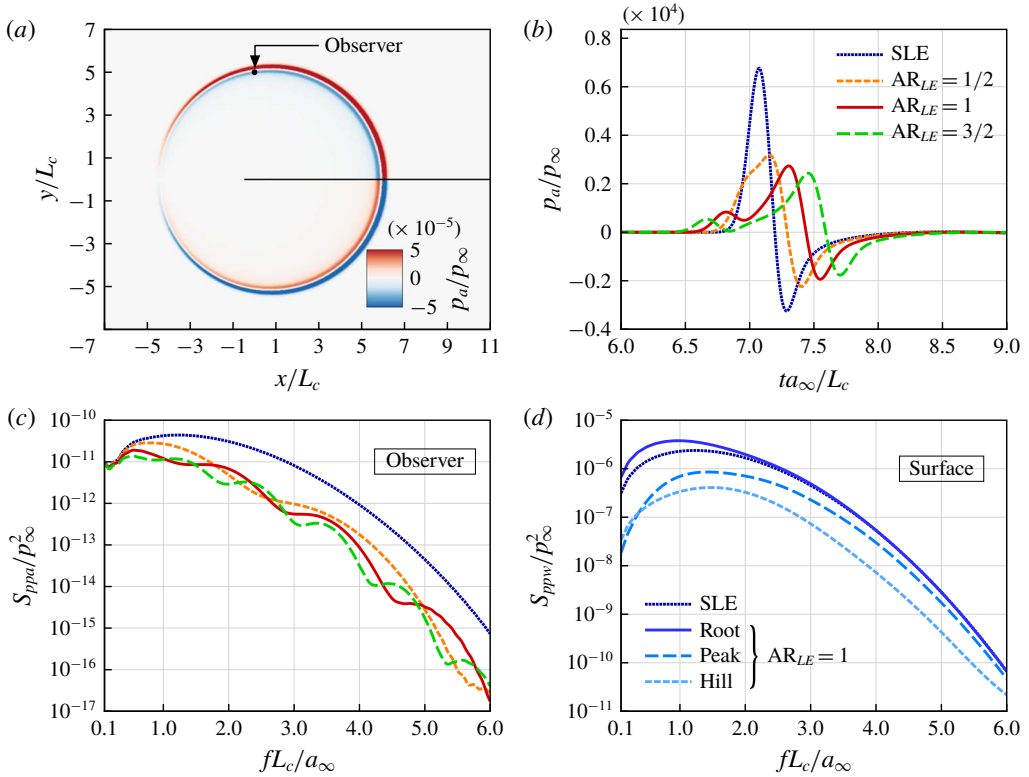 (a)
7
5
3
1
−1
−3
−5
−7
y/L_c
Observer
(× 10^−5)
5
0
−5
p_a/p_∞
−5 −3 −1 1 3 5 7 9 11
x/L_c
(b)
(× 10^4)
0.8
0.6
0.4
0.2
0
−0.2
−0.4
p_a/p_∞
SLE
AR_LE = 1/2
AR_LE = 1
AR_LE = 3/2
6.0 6.5 7.0 7.5 8.0 8.5 9.0
ta_∞/L_c
(c)
10^−10
10^−11
10^−12
10^−13
10^−14
10^−15
10^−16
10^−17
S_ppa/p_∞^2
Observer
0.1 1.0 2.0 3.0 4.0 5.0 6.0
fL_c/a_∞
(d)
10^−5
10^−6
10^−7
10^−8
10^−9
10^−10
10^−11
S_ppw/p_∞^2
Surface
SLE
Root
Peak
Hill
AR_LE = 1
0.1 1.0 2.0 3.0 4.0 5.0 6.0
fL_c/a_∞